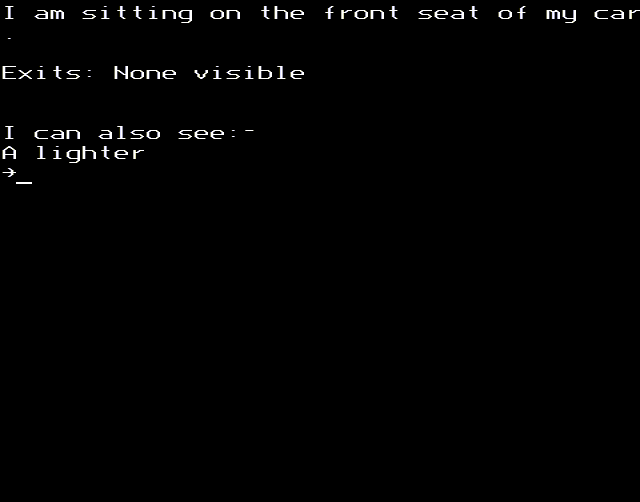 I am sitting on the front seat of my car
.
Exits: None visible
I can also see:-
A lighter
→_